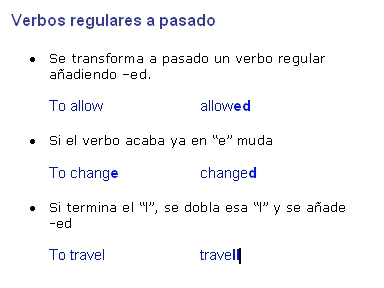 Verbos regulares a pasado
• Se transforma a pasado un verbo regular
añadiendo –ed.
To allow allowed
• Si el verbo acaba ya en “e” muda
To change changed
• Si termina el “l”, se dobla esa “l” y se añade
–ed
To travel travell